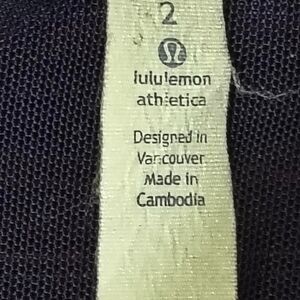 2
lululemon
athletica
Designed in
Vancouver
Made in
Cambodia